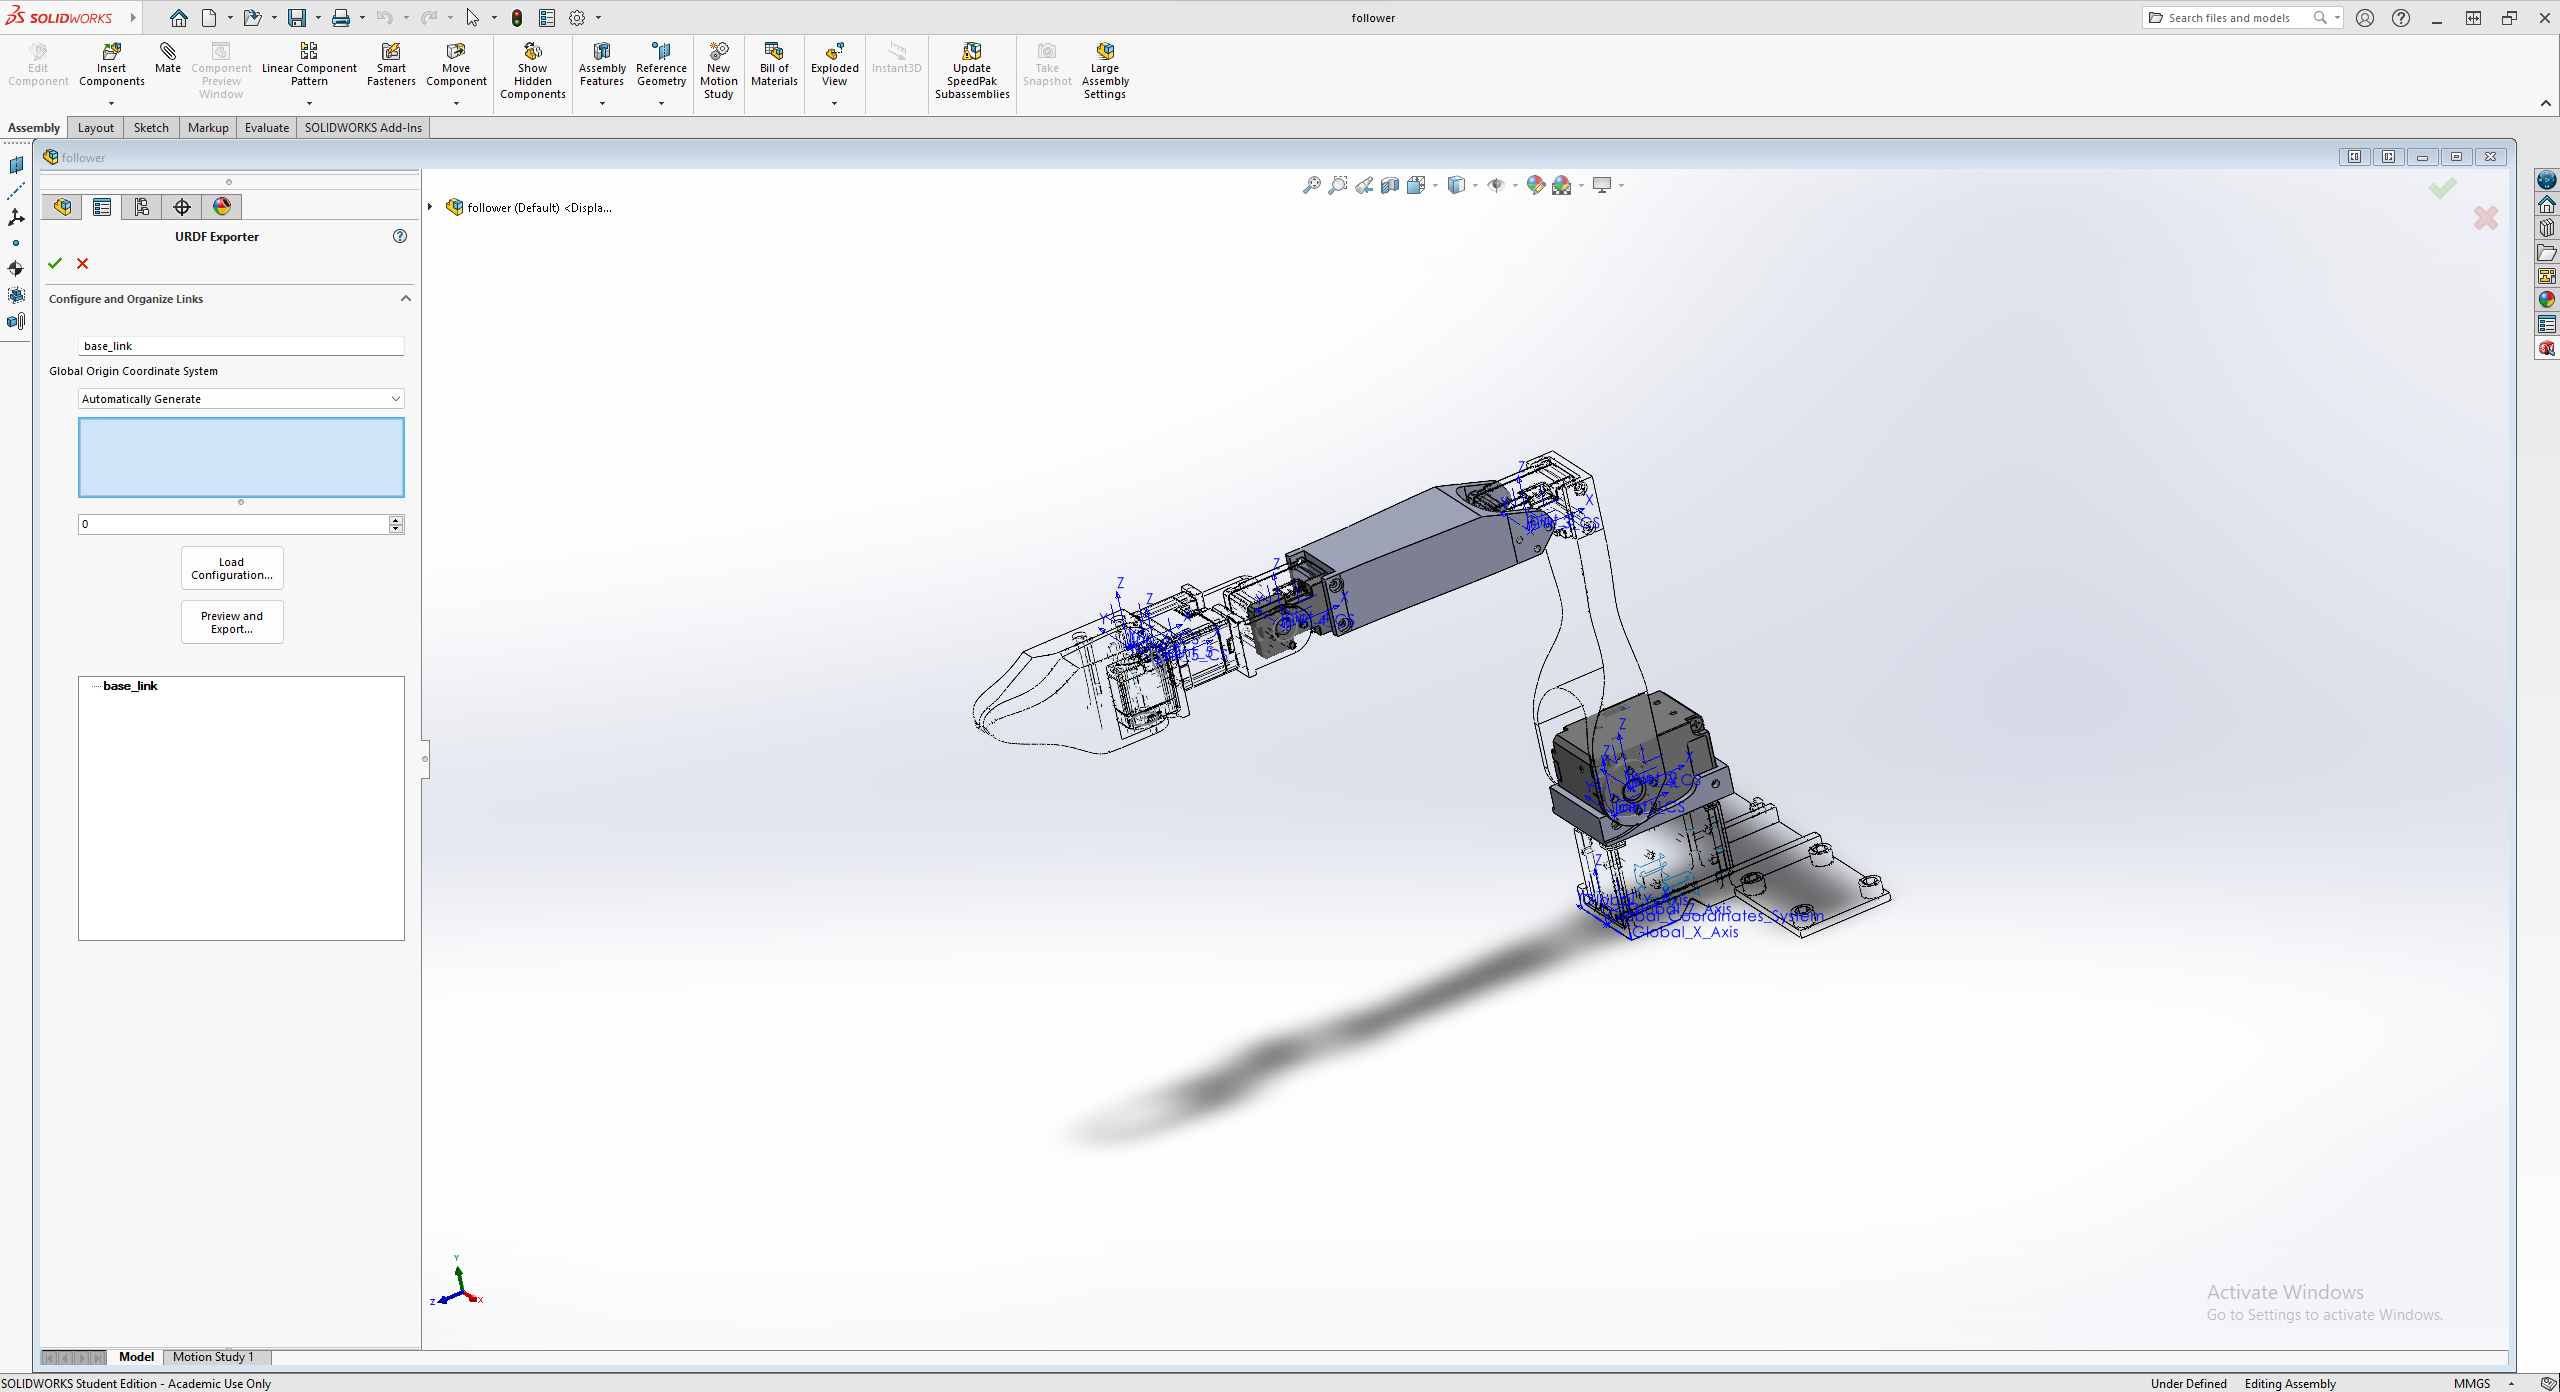 SOLIDWORKS
follower
Search files and models
Edit Component
Insert Components
Mate
Component Preview Window
Linear Component Pattern
Smart Fasteners
Move Component
Show Hidden Components
Assembly Features
Reference Geometry
New Motion Study
Bill of Materials
Exploded View
Instant3D
Update SpeedPak Subassemblies
Take Snapshot
Large Assembly Settings
Assembly
Layout
Sketch
Markup
Evaluate
SOLIDWORKS Add-Ins
follower
follower (Default) <Displa...
URDF Exporter
Configure and Organize Links
base_link
Global Origin Coordinate System
Automatically Generate
0
Load Configuration...
Preview and Export...
base_link
Z
X
Z
X
Z
Z
Y
Z
Z
X
Z
Global_X_Axis
Y
Z
X
Activate Windows
Go to Settings to activate Windows.
Model
Motion Study 1
SOLIDWORKS Student Edition - Academic Use Only
Under Defined
Editing Assembly
MMGS